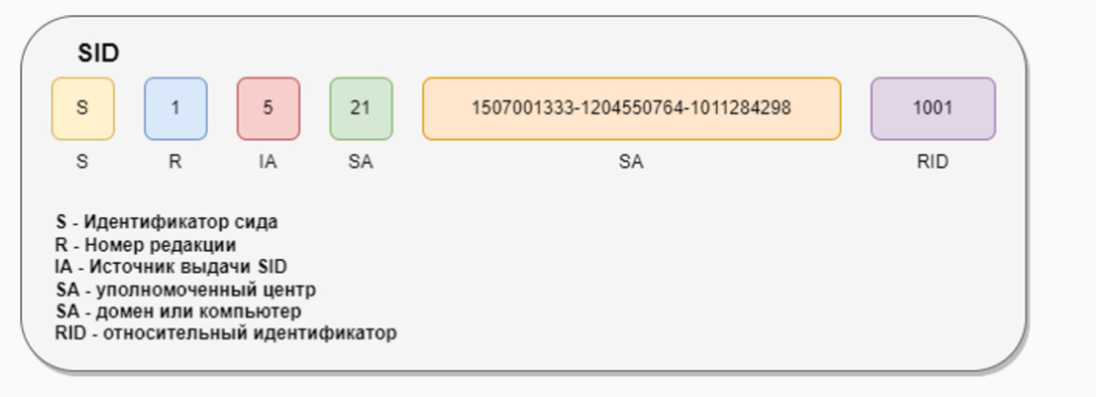 SID
S 1 5 21 1507001333-1204550764-1011284298 1001
S R IA SA SA RID
S - Идентификатор сида
R - Номер редакции
IA - Источник выдачи SID
SA - уполномоченный центр
SA - домен или компьютер
RID - относительный идентификатор